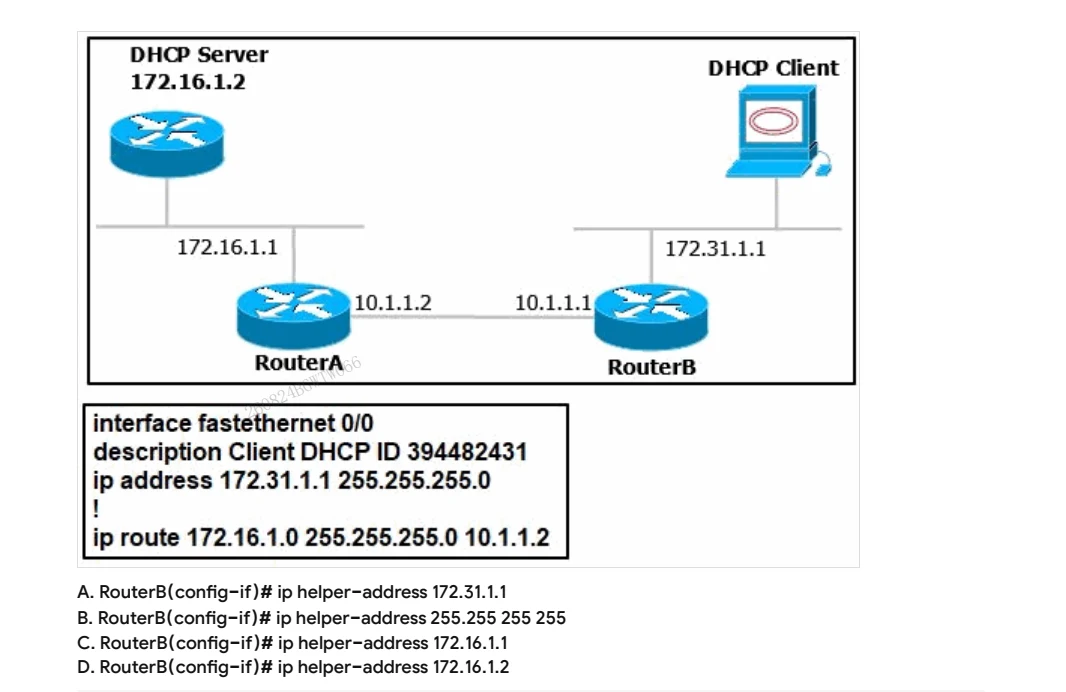 DHCP Server
172.16.1.2
DHCP Client
172.16.1.1
172.31.1.1
10.1.1.2
10.1.1.1
RouterA
RouterB
interface fastethernet 0/0
description Client DHCP ID 394482431
ip address 172.31.1.1 255.255.255.0
!
ip route 172.16.1.0 255.255.255.0 10.1.1.2
A. RouterB(config-if)# ip helper-address 172.31.1.1
B. RouterB(config-if)# ip helper-address 255.255 255 255
C. RouterB(config-if)# ip helper-address 172.16.1.1
D. RouterB(config-if)# ip helper-address 172.16.1.2